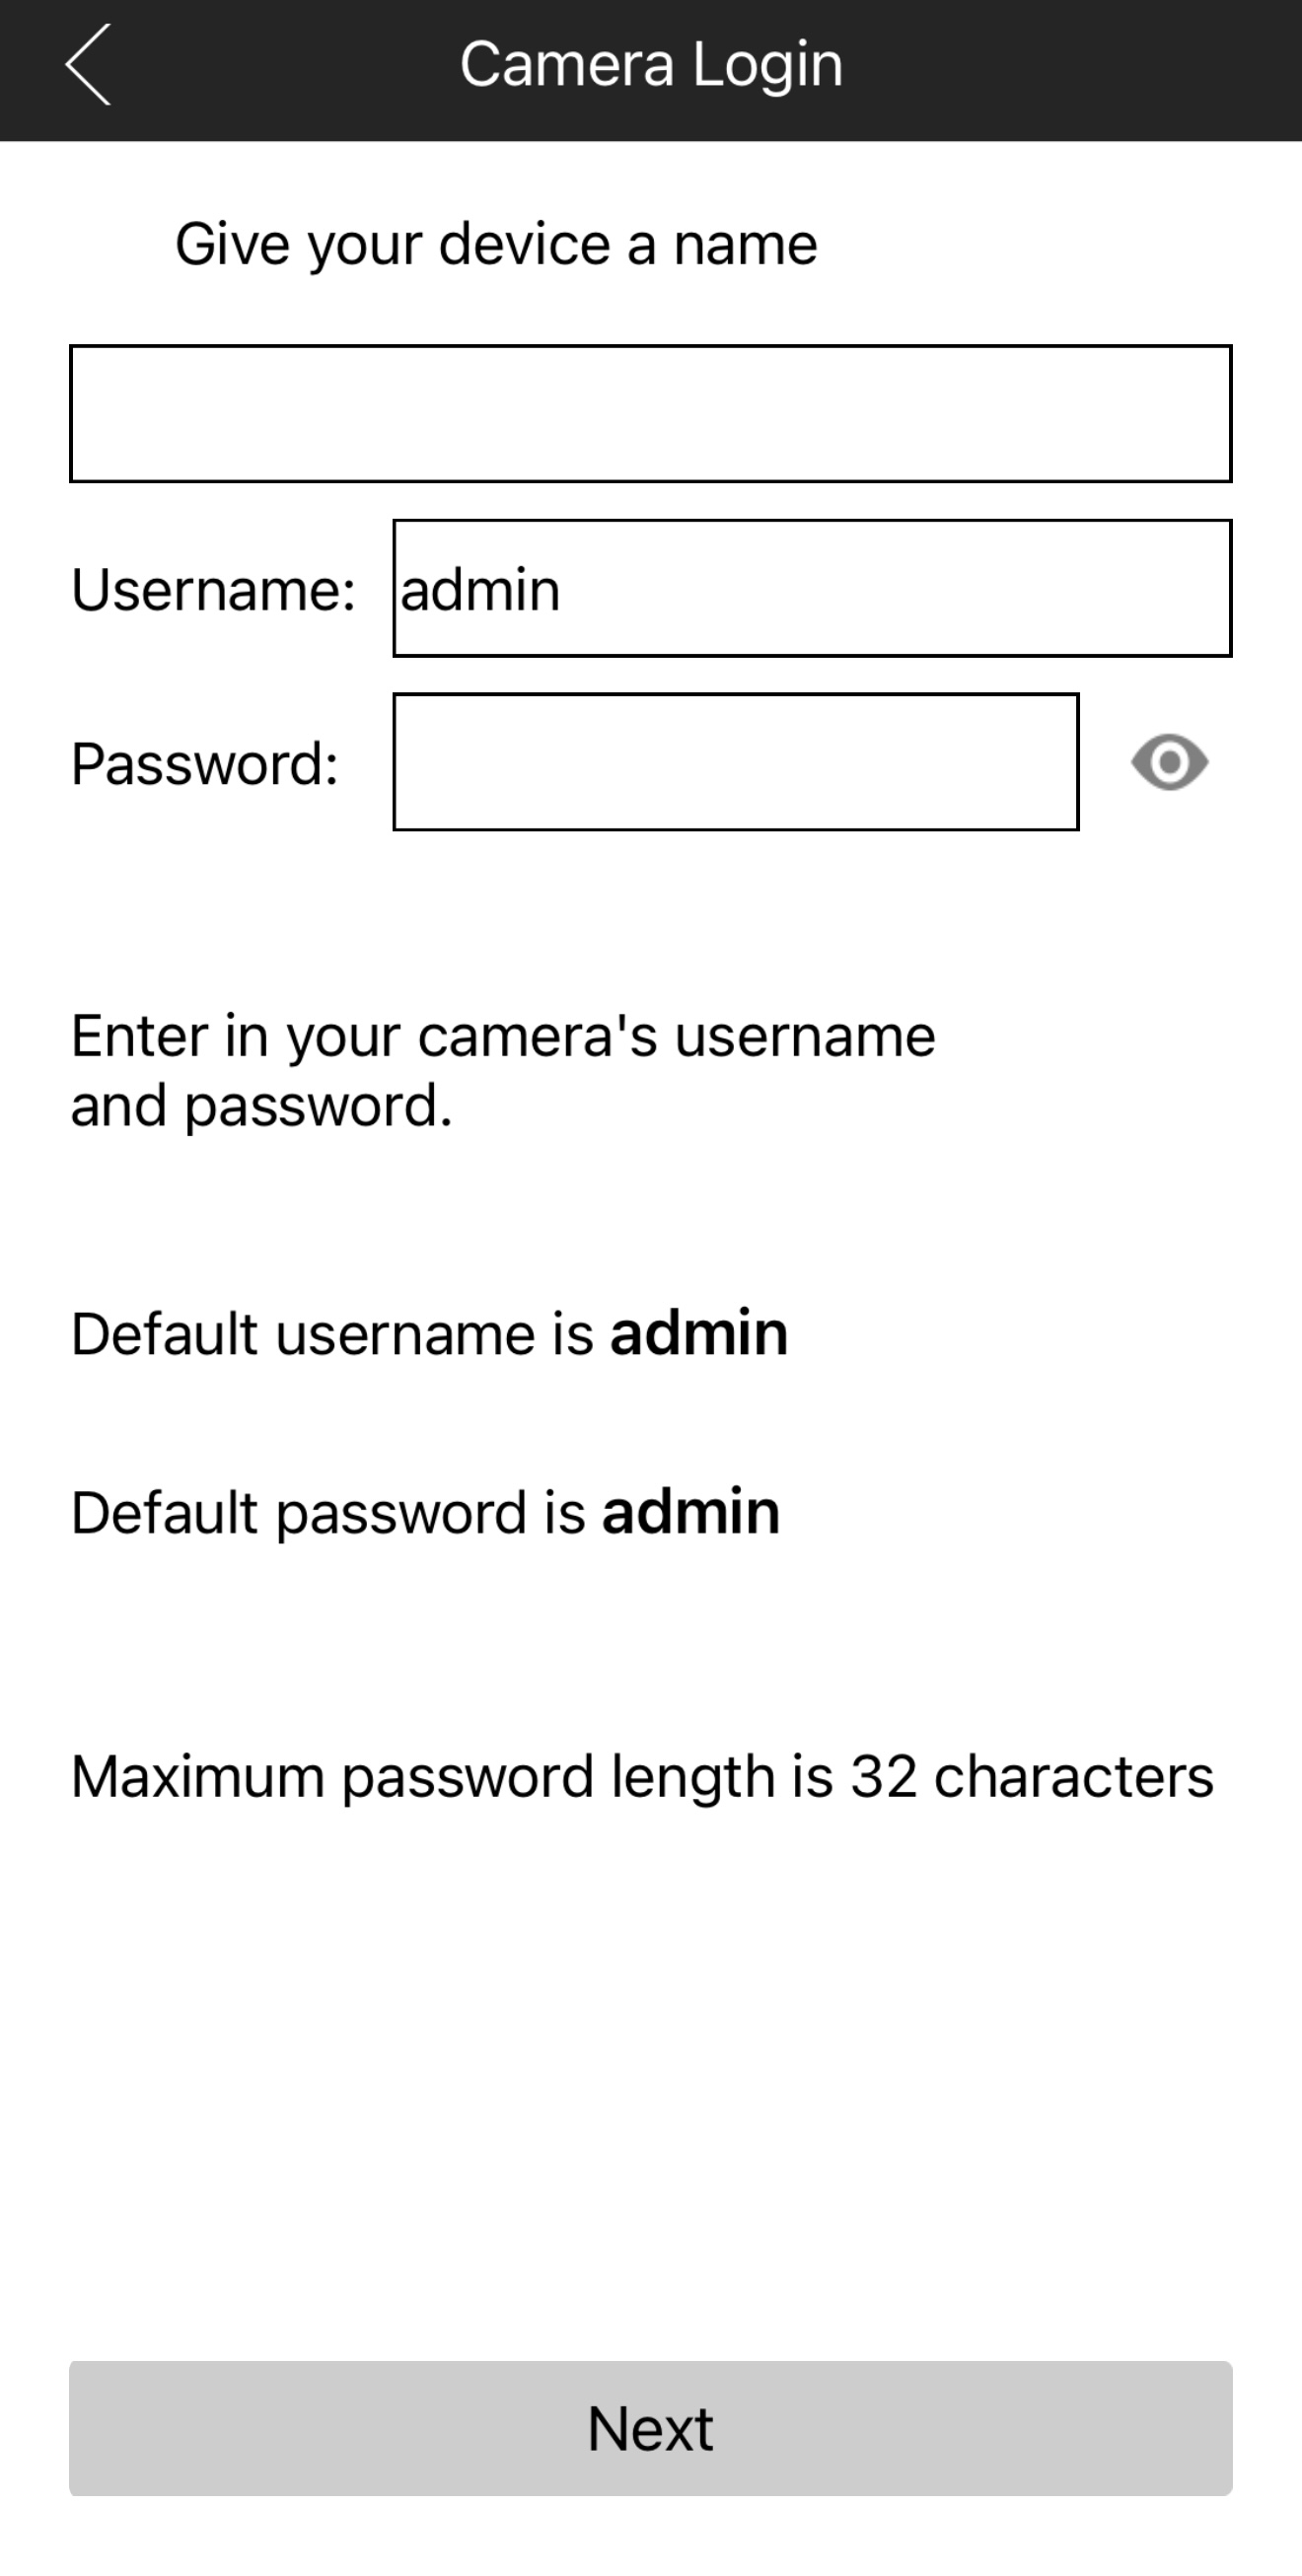 Camera Login
Give your device a name
Username: admin
Password:
Enter in your camera's username
and password.
Default username is admin
Default password is admin
Maximum password length is 32 characters
Next